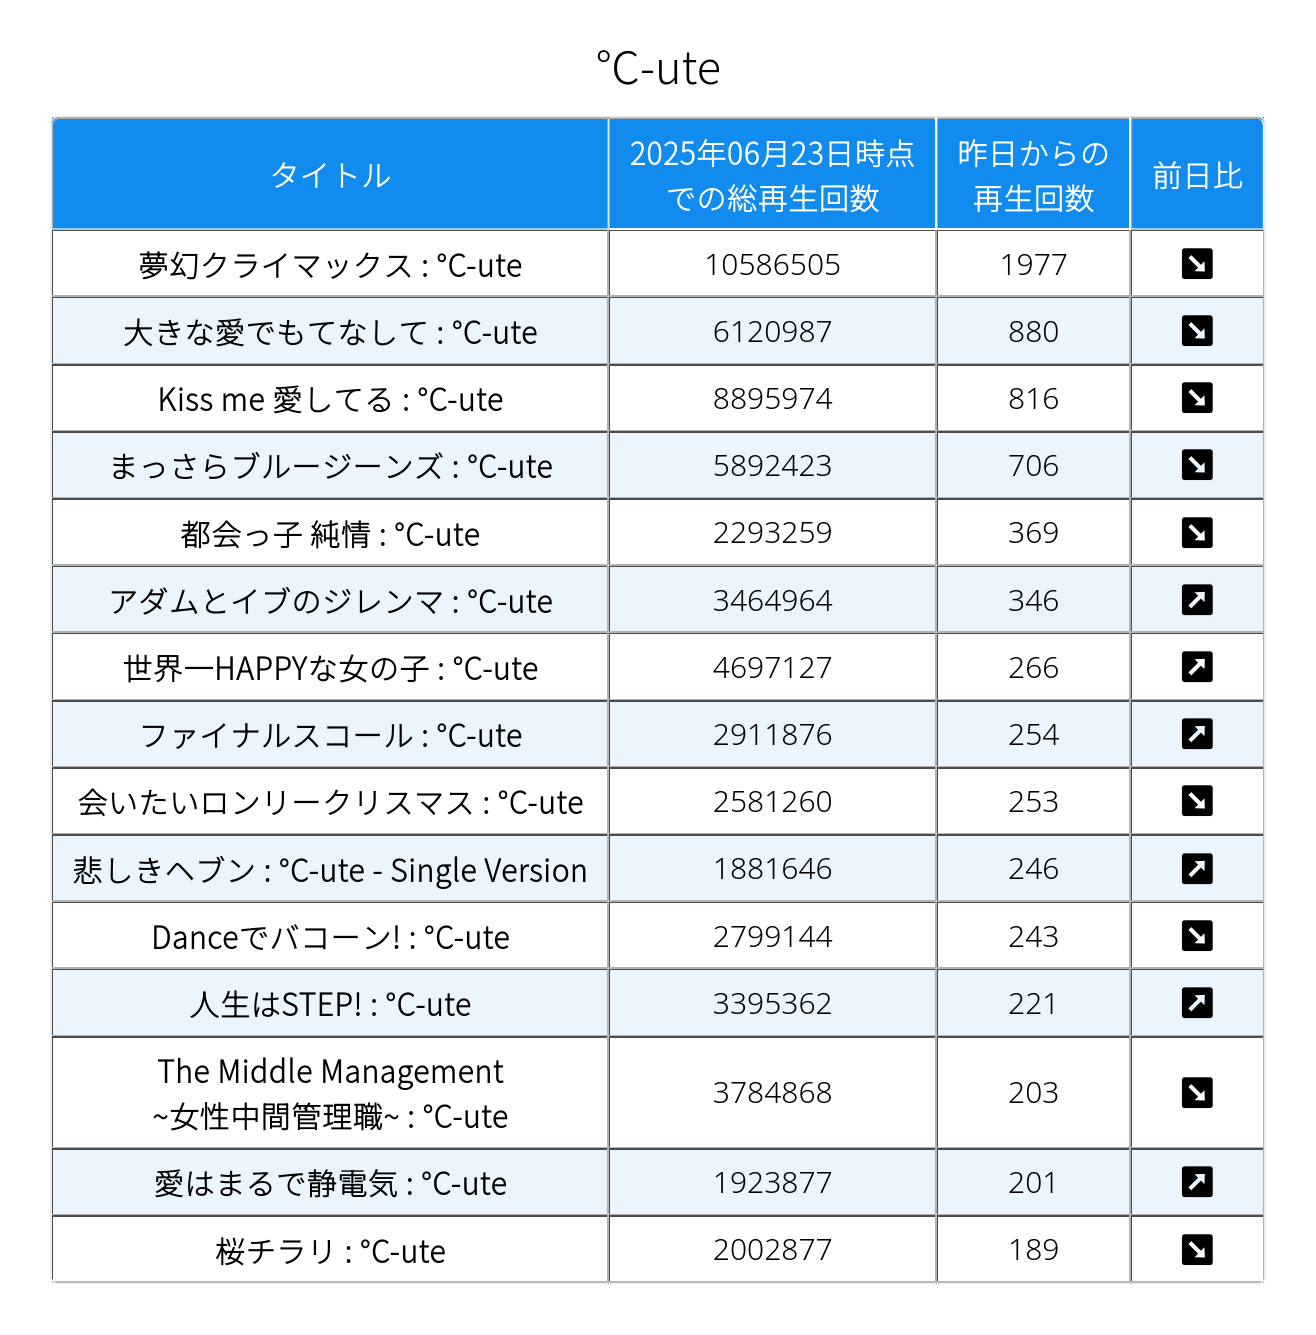 ℃-ute
タイトル
2025年06月23日時点
での総再生回数
昨日からの
再生回数
前日比
夢幻クライマックス : ℃-ute
10586505
1977
大きな愛でもてなして : ℃-ute
6120987
880
Kiss me 愛してる : ℃-ute
8895974
816
まっさらブルージーンズ : ℃-ute
5892423
706
都会っ子 純情 : ℃-ute
2293259
369
アダムとイブのジレンマ : ℃-ute
3464964
346
世界一HAPPYな女の子 : ℃-ute
4697127
266
ファイナルスコール : ℃-ute
2911876
254
会いたいロンリークリスマス : ℃-ute
2581260
253
悲しきヘブン : ℃-ute - Single Version
1881646
246
Danceでバコーン! : ℃-ute
2799144
243
人生はSTEP! : ℃-ute
3395362
221
The Middle Management
~女性中間管理職~ : ℃-ute
3784868
203
愛はまるで静電気 : ℃-ute
1923877
201
桜チラリ : ℃-ute
2002877
189